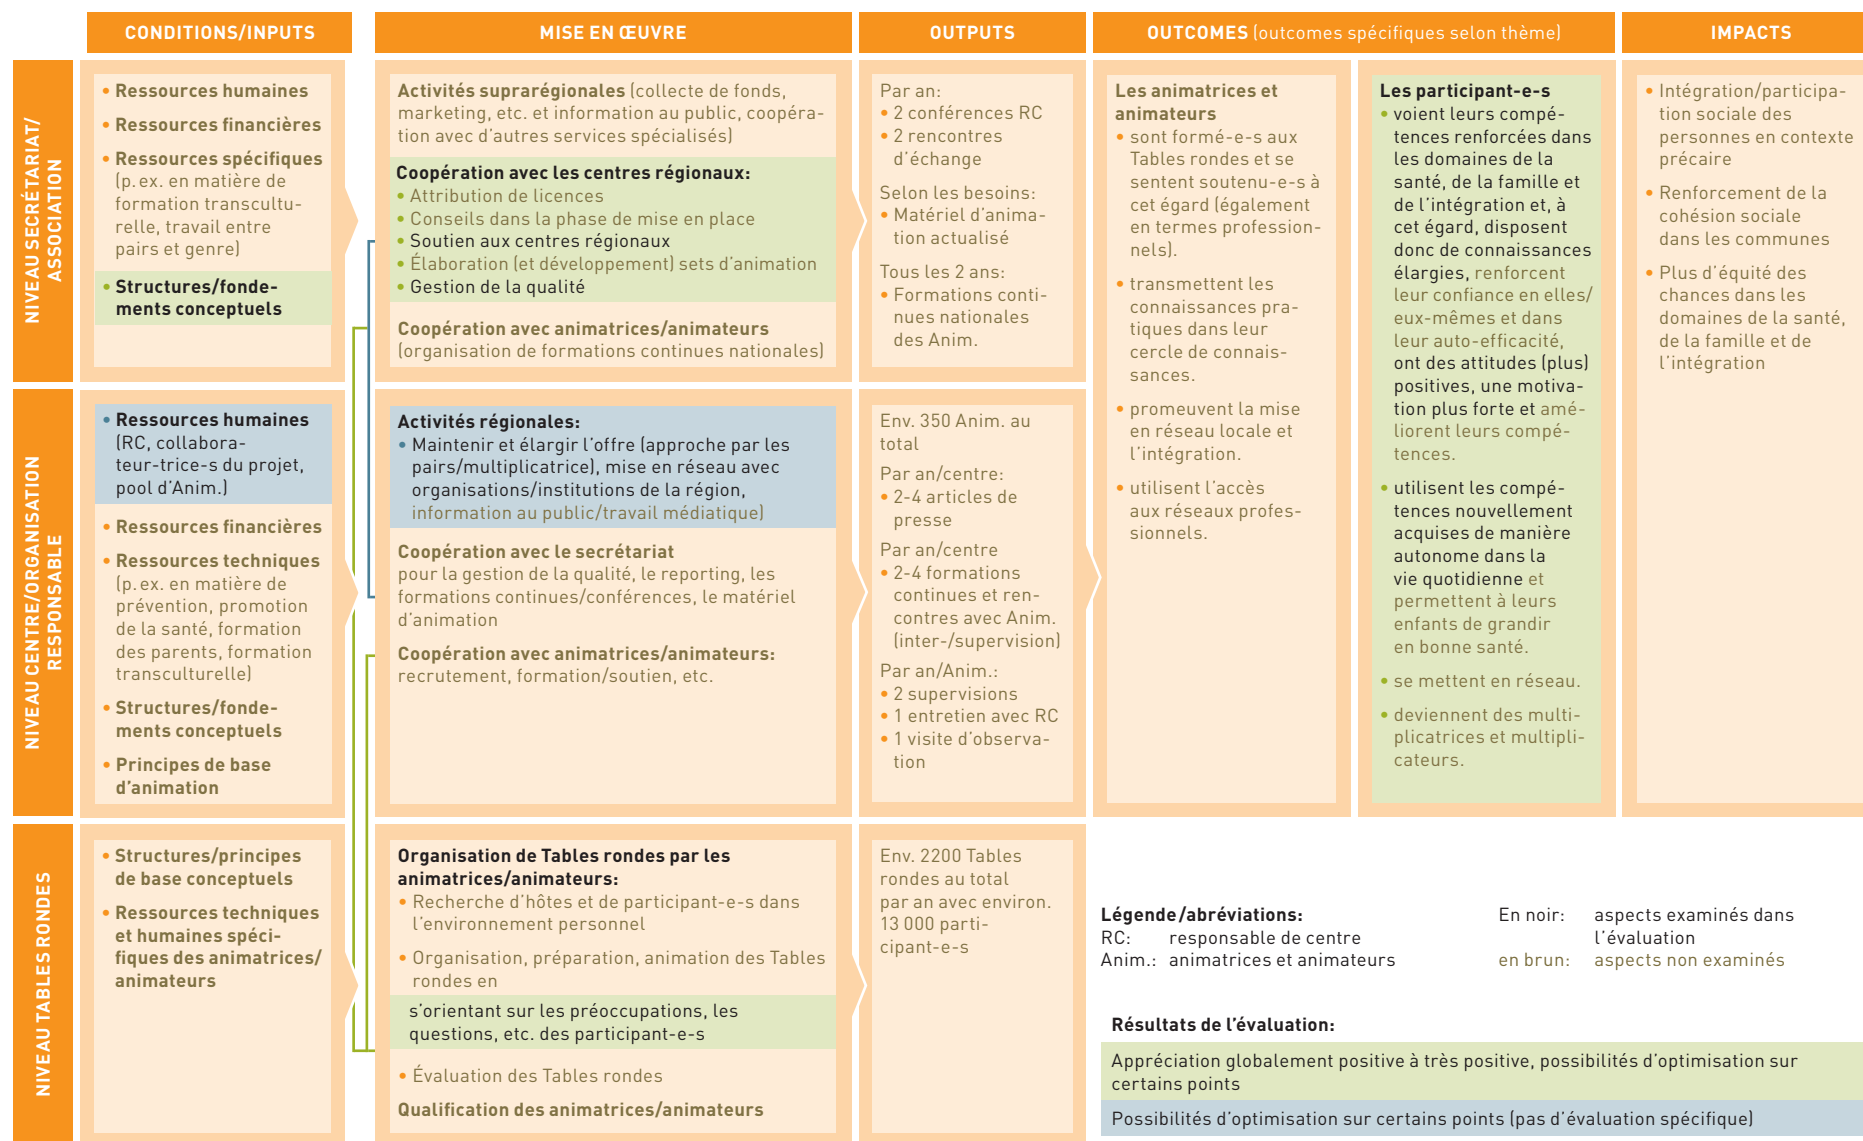 CONDITIONS/INPUTS
MISE EN ŒUVRE
OUTPUTS
OUTCOMES (outcomes spécifiques selon thème)
IMPACTS
NIVEAU SECRÉTARIAT/
ASSOCIATION
• Ressources humaines
• Ressources financières
• Ressources spécifiques
(p. ex. en matière de
formation transcultu-
relle, travail entre
pairs et genre)
• Structures/fonde-
ments conceptuels
Activités suprarégionales (collecte de fonds,
marketing, etc. et information au public, coopéra-
tion avec d'autres services spécialisés)
Coopération avec les centres régionaux:
• Attribution de licences
• Conseils dans la phase de mise en place
• Soutien aux centres régionaux
• Élaboration (et développement) sets d'animation
• Gestion de la qualité
Coopération avec animatrices/animateurs
(organisation de formations continues nationales)
Par an:
• 2 conférences RC
• 2 rencontres
d'échange
Selon les besoins:
• Matériel d'anima-
tion actualisé
Tous les 2 ans:
• Formations conti-
nues nationales
des Anim.
Les animatrices et
animateurs
• sont formé-e-s aux
Tables rondes et se
sentent soutenu-e-s à
cet égard (également
en termes profession-
nels).
• transmettent les
connaissances pra-
tiques dans leur
cercle de connais-
sances.
• promeuvent la mise
en réseau locale et
l'intégration.
• utilisent l'accès
aux réseaux profes-
sionnels.
Les participant-e-s
• voient leurs compé-
tences renforcées dans
les domaines de la
santé, de la famille et
de l'intégration et, à
cet égard, disposent
donc de connaissances
élargies, renforcent
leur confiance en elles/
eux-mêmes et dans
leur auto-efficacité,
ont des attitudes (plus)
positives, une motiva-
tion plus forte et amé-
liorent leurs compé-
tences.
• utilisent les compé-
tences nouvellement
acquises de manière
autonome dans la
vie quotidienne et
permettent à leurs
enfants de grandir
en bonne santé.
• se mettent en réseau.
• deviennent des multi-
plicatrices et multipli-
cateurs.
• Intégration/participa-
tion sociale des
personnes en contexte
précaire
• Renforcement de la
cohésion sociale
dans les communes
• Plus d'équité des
chances dans les
domaines de la santé,
de la famille et de
l'intégration
NIVEAU CENTRE/ORGANISATION
RESPONSABLE
• Ressources humaines
(RC, collabora-
teur-trice-s du projet,
pool d'Anim.)
• Ressources financières
• Ressources techniques
(p. ex. en matière de
prévention, promotion
de la santé, formation
des parents, formation
transculturelle)
• Structures/fonde-
ments conceptuels
• Principes de base
d'animation
Activités régionales:
• Maintenir et élargir l'offre (approche par les
pairs/multiplicatrice), mise en réseau avec
organisations/institutions de la région,
information au public/travail médiatique)
Coopération avec le secrétariat
pour la gestion de la qualité, le reporting, les
formations continues/conférences, le matériel
d'animation
Coopération avec animatrices/animateurs:
recrutement, formation/soutien, etc.
Env. 350 Anim. au
total
Par an/centre:
• 2-4 articles de
presse
Par an/centre
• 2-4 formations
continues et ren-
contres avec Anim.
(inter-/supervision)
Par an/Anim.:
• 2 supervisions
• 1 entretien avec RC
• 1 visite d'observa-
tion
NIVEAU TABLES RONDES
• Structures/principes
de base conceptuels
• Ressources techniques
et humaines spéci-
fiques des animatrices/
animateurs
Organisation de Tables rondes par les
animatrices/animateurs:
• Recherche d'hôtes et de participant-e-s dans
l'environnement personnel
• Organisation, préparation, animation des Tables
rondes en
s'orientant sur les préoccupations, les
questions, etc. des participant-e-s
• Évaluation des Tables rondes
Qualification des animatrices/animateurs
Env. 2200 Tables
rondes au total
par an avec environ.
13 000 parti-
cipant-e-s
Légende/abréviations:
RC: responsable de centre
Anim.: animatrices et animateurs
En noir: aspects examinés dans
l'évaluation
en brun: aspects non examinés
Résultats de l'évaluation:
Appréciation globalement positive à très positive, possibilités d'optimisation sur
certains points
Possibilités d'optimisation sur certains points (pas d'évaluation spécifique)